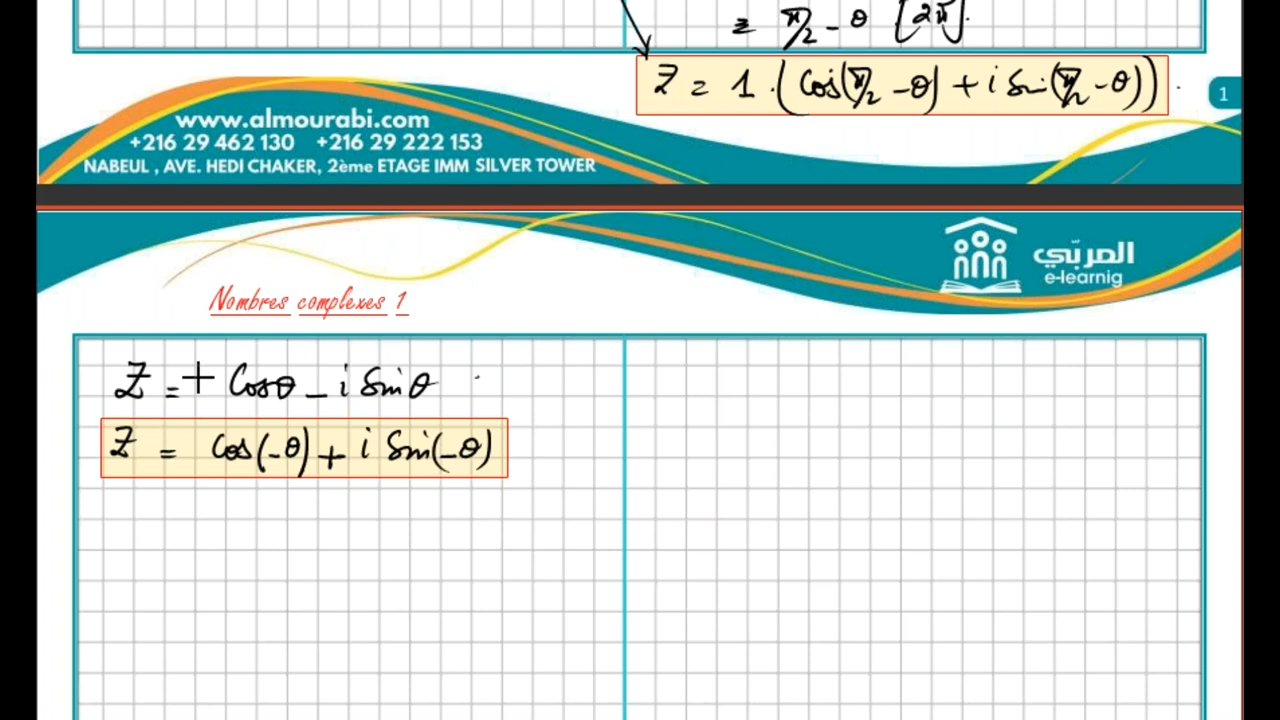 = π/2 - θ [2π].
Z = 1 . (cos(π/2 - θ) + i Sin(π/2 - θ)) .
www.almourabi.com
1
+216 29 462 130 +216 29 222 153
NABEUL , AVE. HEDI CHAKER, 2ème ETAGE IMM SILVER TOWER
المربّي
e-learnig
Nombres complexes 1
Z = + Cosθ - i Sinθ
Z = cos(-θ) + i Sin(-θ)